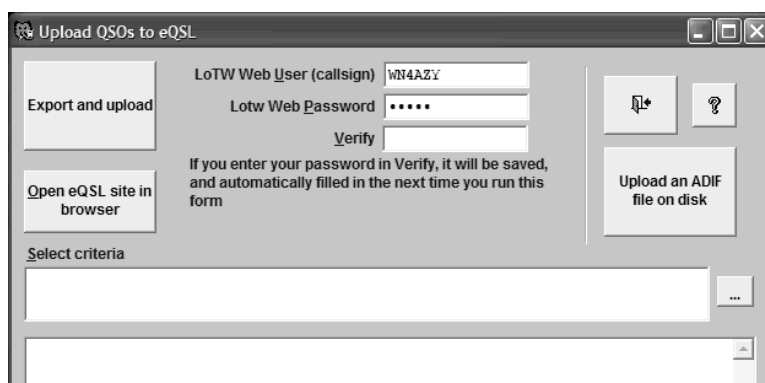 Upload QSOs to eQSL
Export and upload
LoTW Web User (callsign) WN4AZY
Lotw Web Password •••••
Verify
If you enter your password in Verify, it will be saved,
and automatically filled in the next time you run this
form
?
Open eQSL site in
browser
Upload an ADIF
file on disk
Select criteria
...